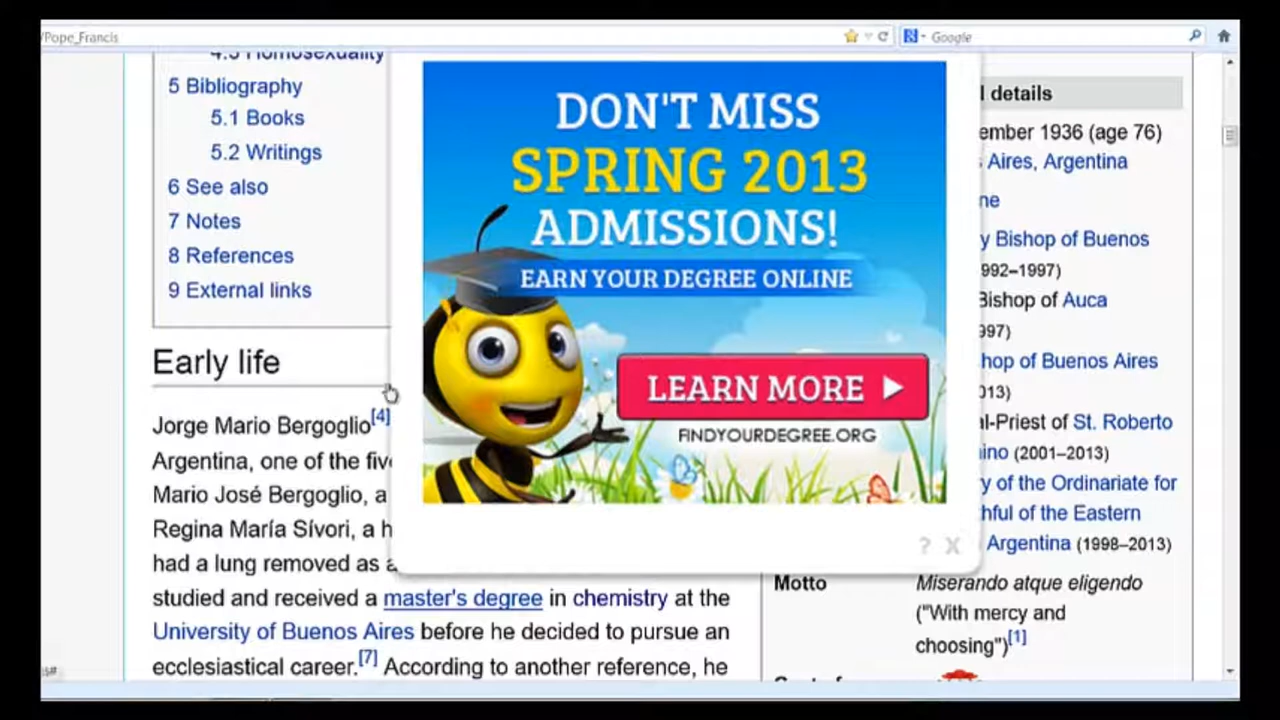 /Pope_Francis
Google
4.5 Homosexuality
5 Bibliography
5.1 Books
5.2 Writings
6 See also
7 Notes
8 References
9 External links
Early life
Jorge Mario Bergoglio[4]
Argentina, one of the five
Mario José Bergoglio, a
Regina María Sívori, a h
had a lung removed as a
studied and received a master's degree in chemistry at the
University of Buenos Aires before he decided to pursue an
ecclesiastical career.[7] According to another reference, he
DON'T MISS
SPRING 2013
ADMISSIONS!
EARN YOUR DEGREE ONLINE
LEARN MORE
FINDYOURDEGREE.ORG
? X
l details
ember 1936 (age 76)
Aires, Argentina
ne
y Bishop of Buenos
992–1997)
Bishop of Auca
997)
hop of Buenos Aires
013)
al-Priest of St. Roberto
ino (2001–2013)
ry of the Ordinariate for
hful of the Eastern
Argentina (1998–2013)
Motto
Miserando atque eligendo
("With mercy and
choosing")[1]